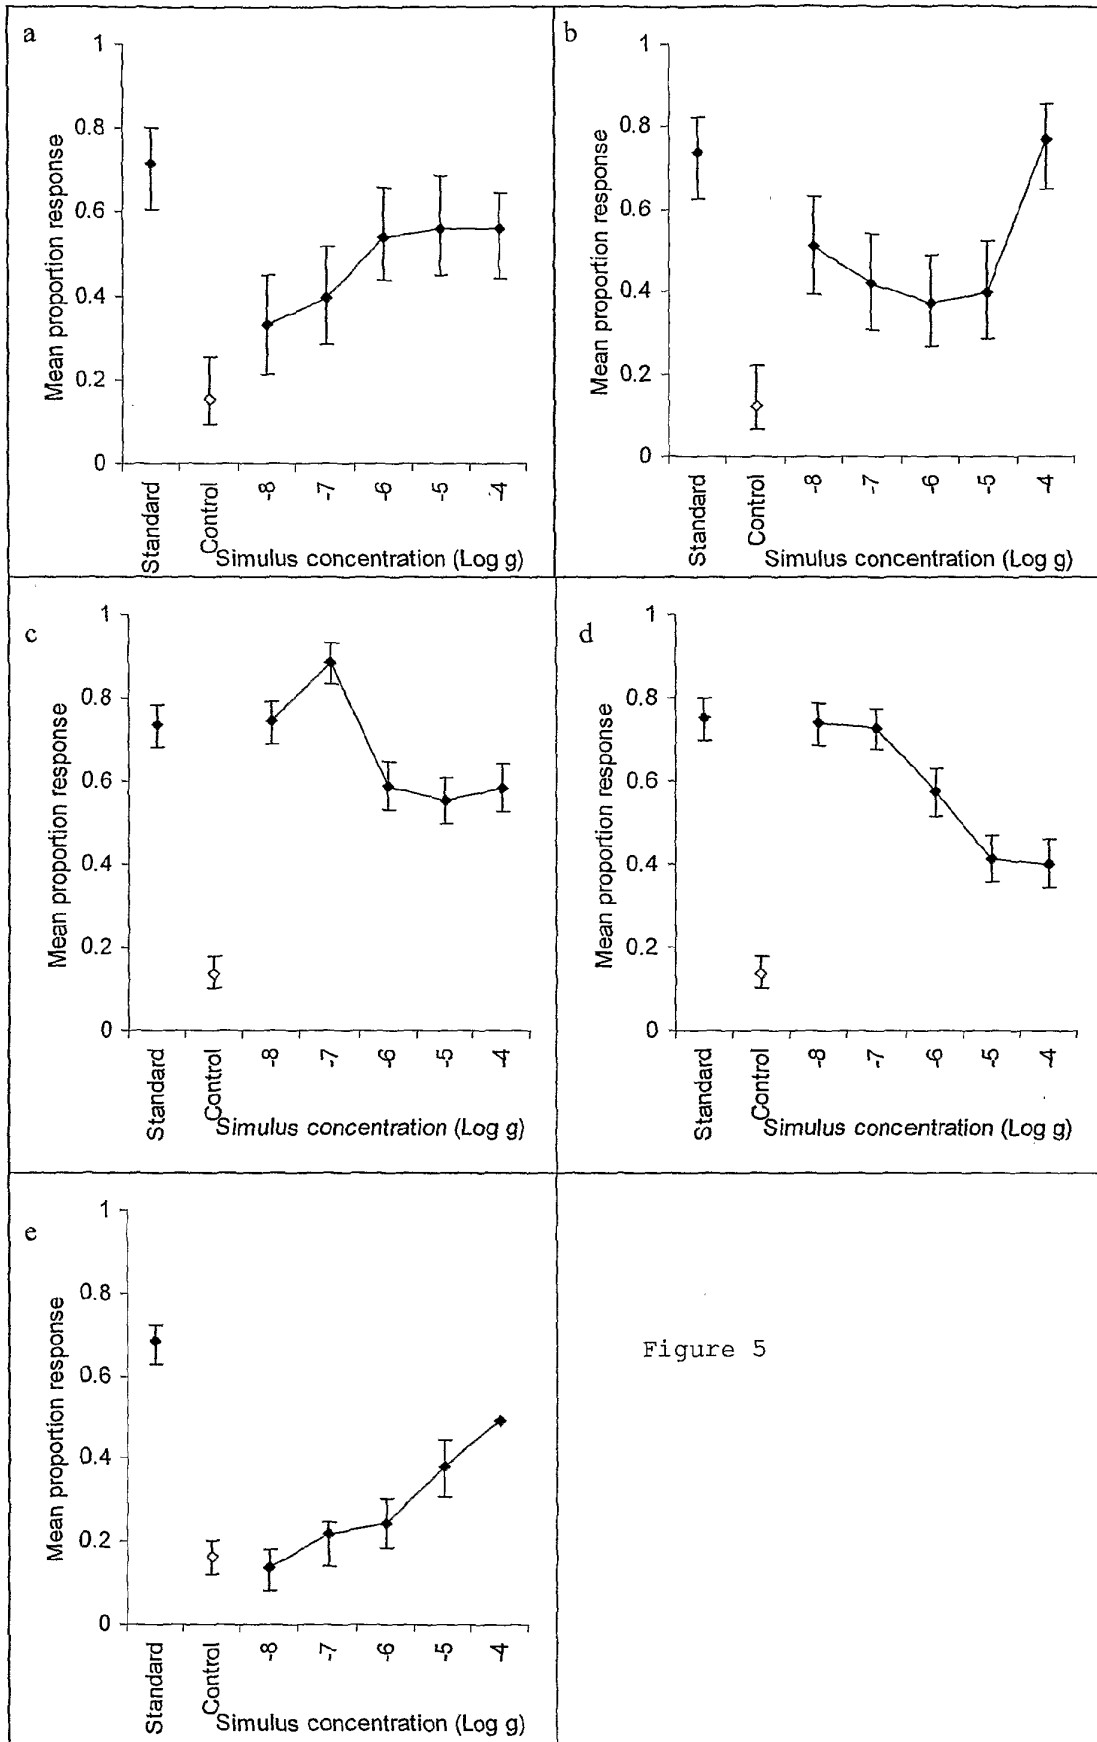 a
1
0.8
0.6
0.4
0.2
0
Mean proportion response
Standard
Control
-8
-7
-6
-5
-4
Simulus concentration (Log g)
b
1
0.8
0.6
0.4
0.2
0
Mean proportion response
Standard
Control
-8
-7
-6
-5
-4
Simulus concentration (Log g)
c
1
0.8
0.6
0.4
0.2
0
Mean proportion response
Standard
Control
-8
-7
-6
-5
-4
Simulus concentration (Log g)
d
1
0.8
0.6
0.4
0.2
0
Mean proportion response
Standard
Control
-8
-7
-6
-5
-4
Simulus concentration (Log g)
e
1
0.8
0.6
0.4
0.2
0
Mean proportion response
Standard
Control
-8
-7
-6
-5
-4
Simulus concentration (Log g)
Figure 5